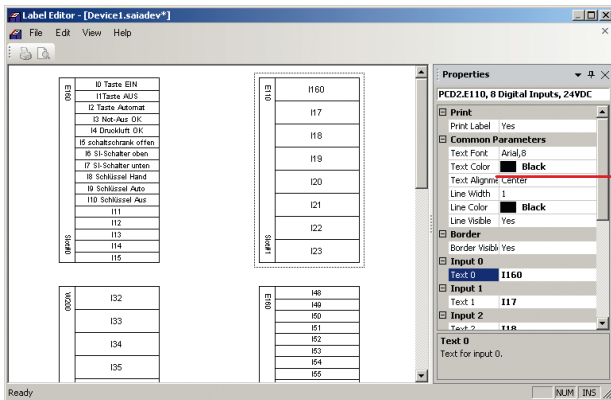 Label Editor - [Device1.saiadev*]
File Edit View Help
E160
I0 Taste EIN
I1Taste AUS
I2 Taste Automat
I3 Not-Aus OK
I4 Druckluft OK
I5 schaltschrank offen
I6 SI-Schalter oben
I7 SI-Schalter unten
I8 Schlüssel Hand
I9 Schlüssel Auto
I10 Schlüssel Aus
I11
I12
I13
I14
I15
Slot#0
E110
I160
I17
I18
I19
I20
I21
I22
I23
Slot#1
W200
I32
I33
I34
I35
E160
I48
I49
I50
I51
I52
I53
I54
I55
Properties
PCD2.E110, 8 Digital Inputs, 24VDC
Print
Print Label Yes
Common Parameters
Text Font Arial,8
Text Color Black
Text Alignme Center
Line Width 1
Line Color Black
Line Visible Yes
Border
Border Visibl Yes
Input 0
Text 0 I160
Input 1
Text 1 I17
Input 2
Text 2 I18
Text 0
Text for input 0.
Ready
NUM INS